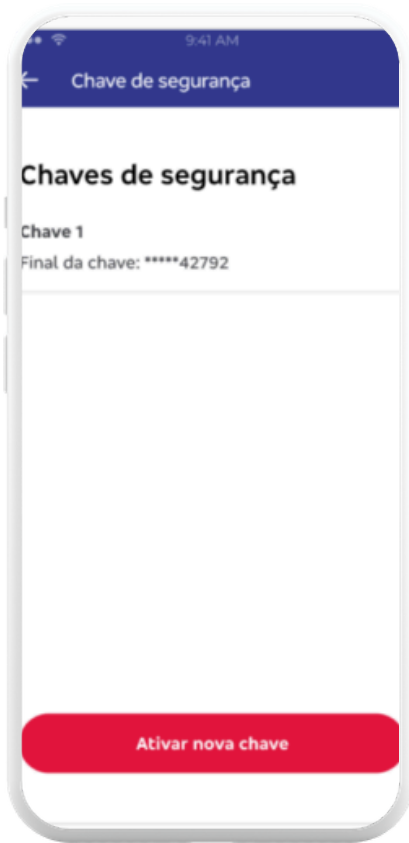 9:41 AM
Chave de segurança
Chaves de segurança
Chave 1
Final da chave: *****42792
Ativar nova chave